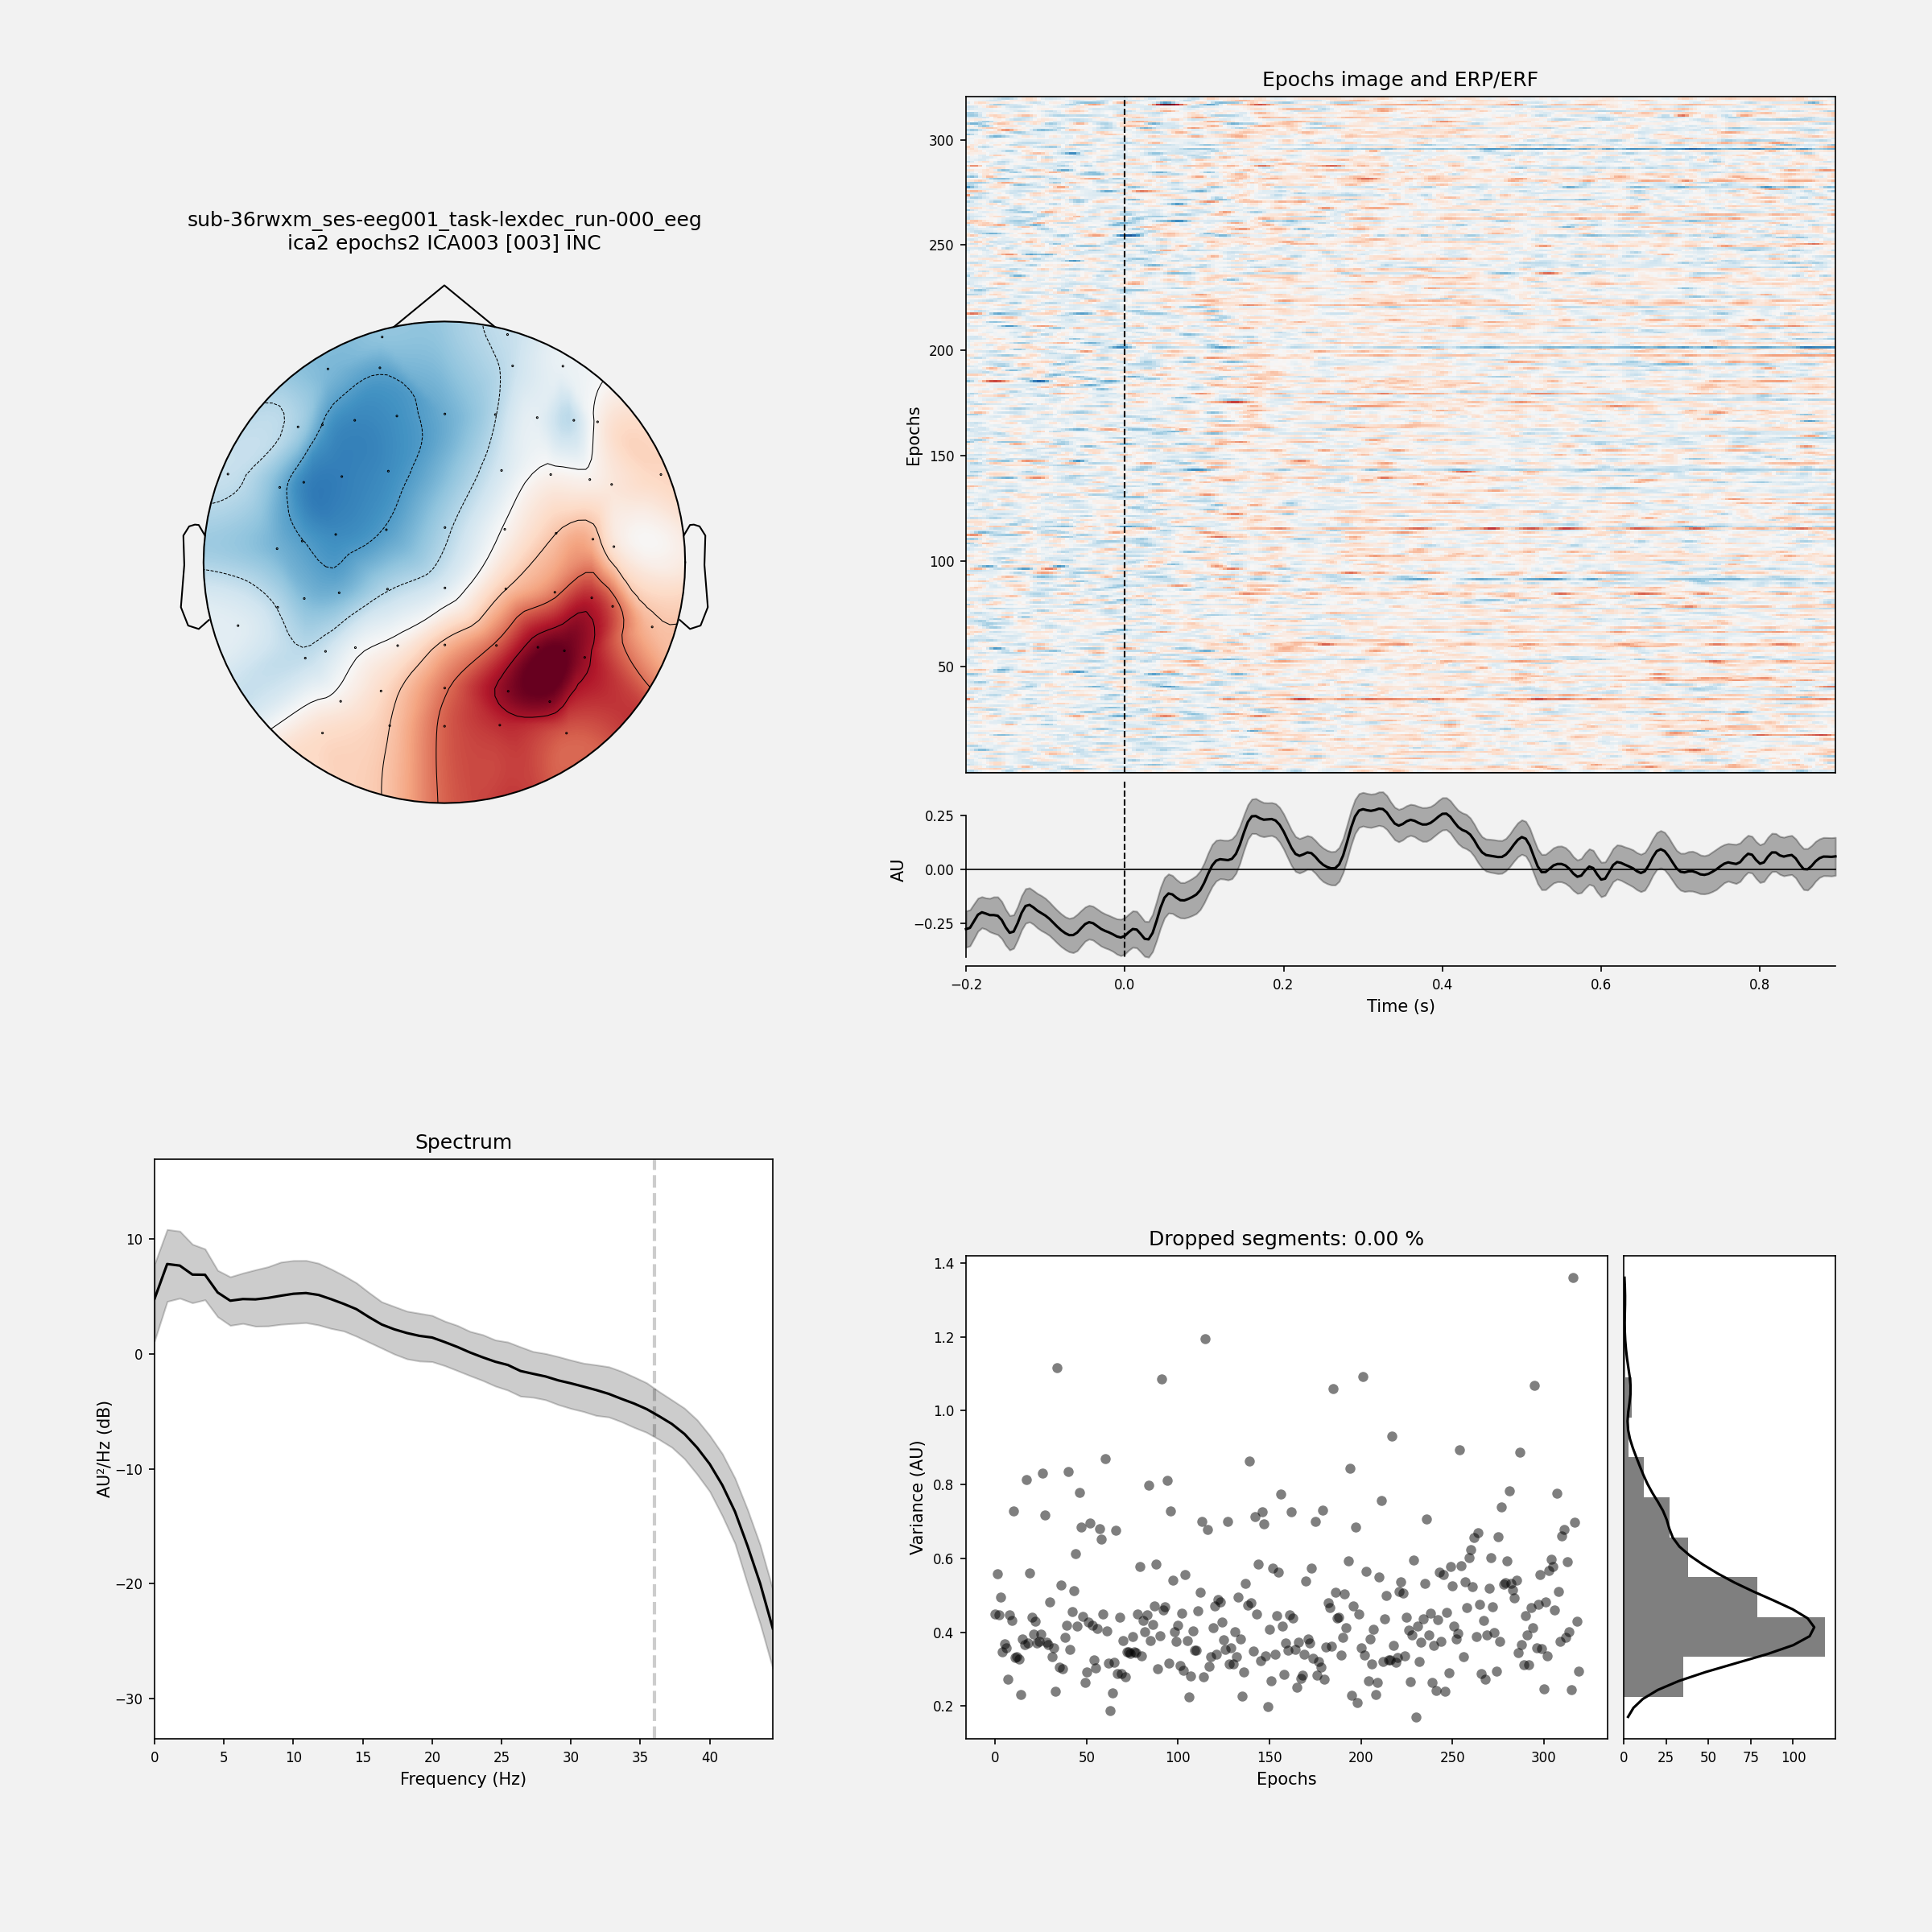 sub-36rwxm_ses-eeg001_task-lexdec_run-000_eeg
ica2 epochs2 ICA003 [003] INC
Epochs image and ERP/ERF
Epochs
300
250
200
150
100
50
AU
0.25
0.00
−0.25
−0.2 0.0 0.2 0.4 0.6 0.8
Time (s)
Spectrum
AU²/Hz (dB)
10
0
−10
−20
−30
0 5 10 15 20 25 30 35 40
Frequency (Hz)
Dropped segments: 0.00 %
Variance (AU)
1.4
1.2
1.0
0.8
0.6
0.4
0.2
0 50 100 150 200 250 300
Epochs
0 25 50 75 100